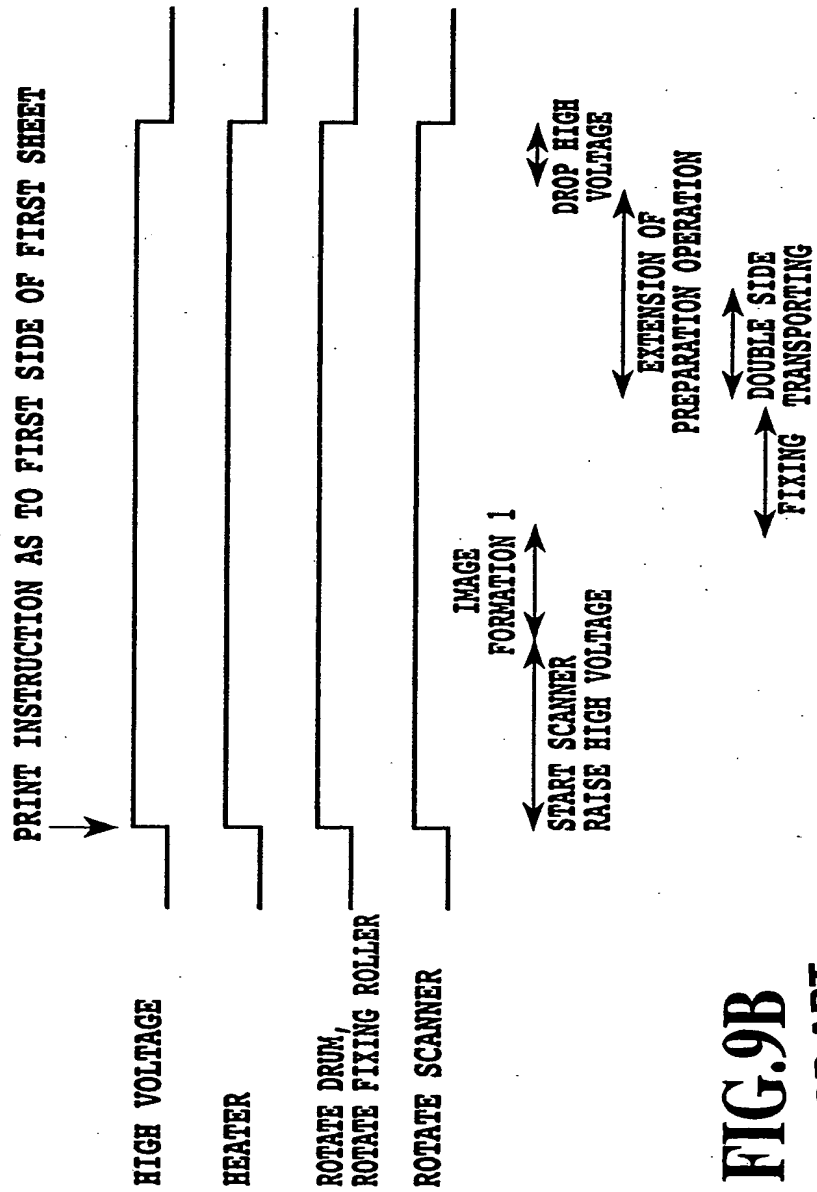 PRINT INSTRUCTION AS TO FIRST SIDE OF FIRST SHEET
HIGH VOLTAGE
HEATER
ROTATE DRUM,
ROTATE FIXING ROLLER
ROTATE SCANNER
IMAGE
FORMATION 1
START SCANNER
RAISE HIGH VOLTAGE
DROP HIGH
VOLTAGE
EXTENSION OF
PREPARATION OPERATION
FIXING
DOUBLE SIDE
TRANSPORTING
FIG.9B